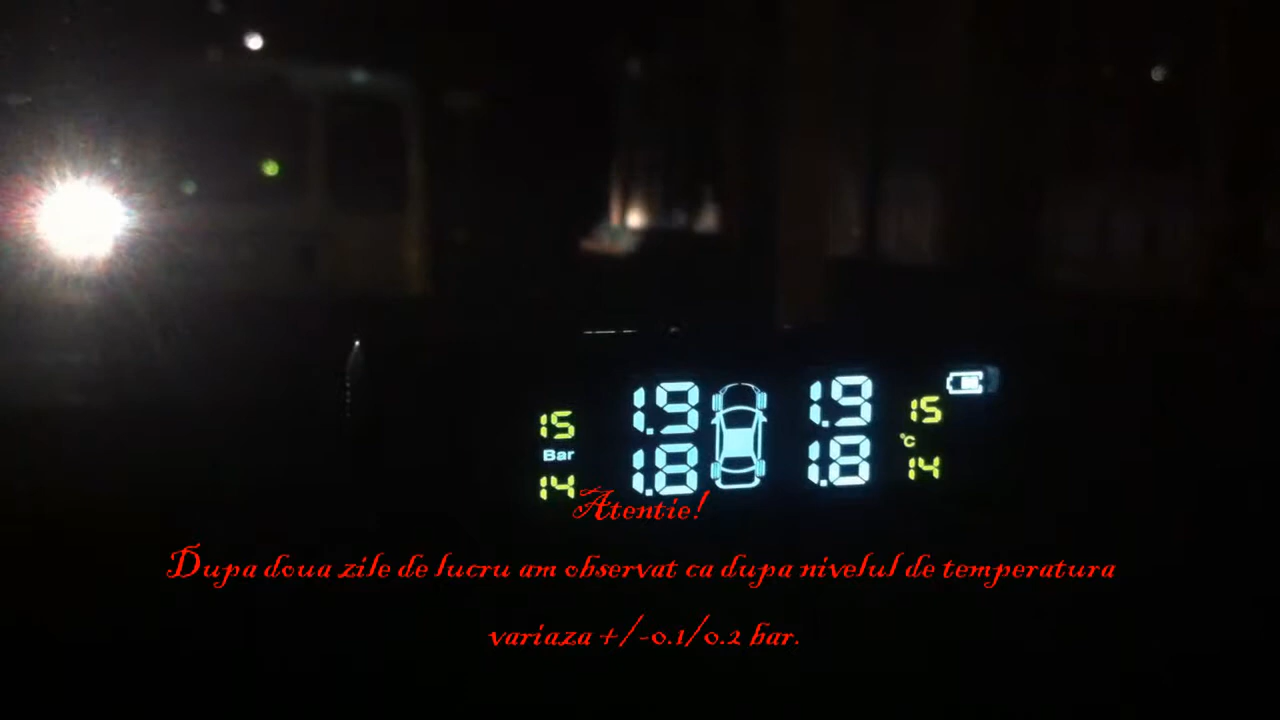 1.9 1.9
15 15
Bar °C
1.8 1.8
14 14
Atentie!
Dupa doua zile de lucru am observat ca dupa nivelul de temperatura
variaza +/-0.1/0.2 bar.